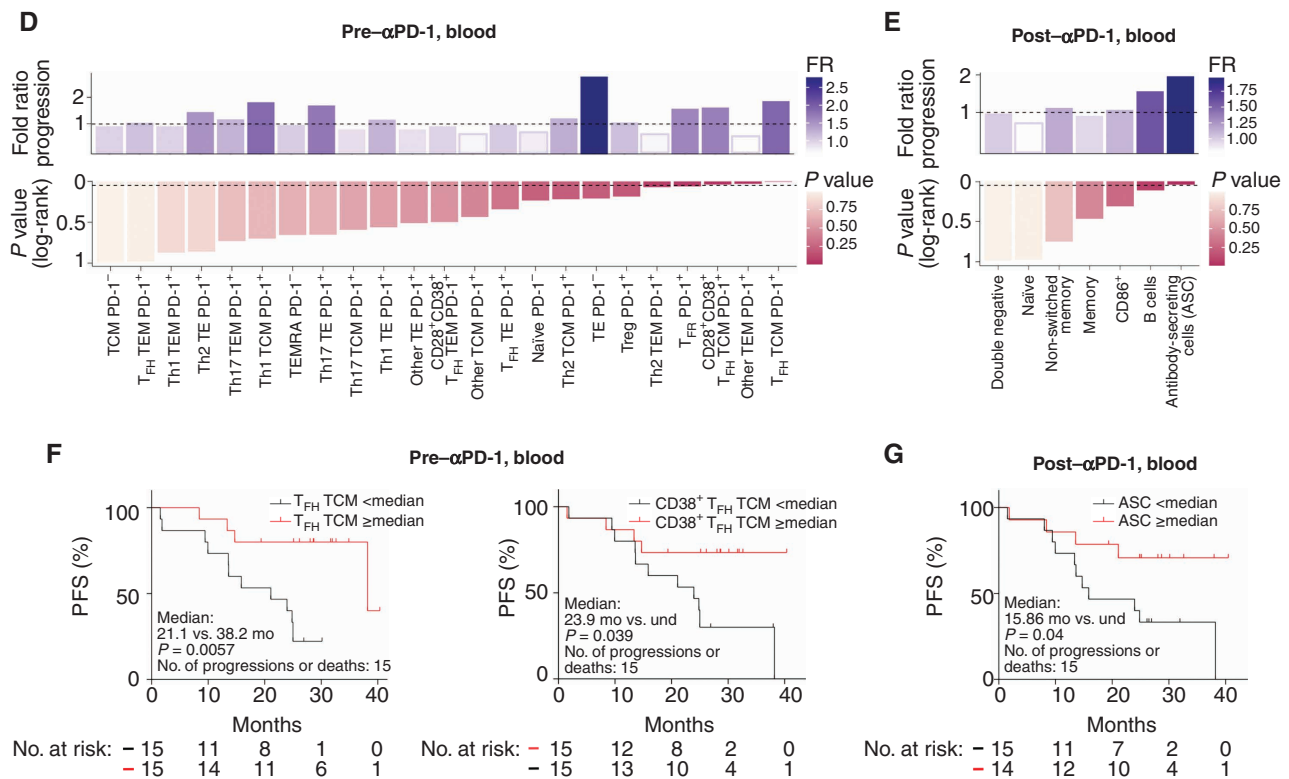 D
Pre–αPD-1, blood
Fold ratio
progression
2
1
FR
2.5
2.0
1.5
1.0
P value
(log-rank)
0
0.5
1
P value
0.75
0.50
0.25
TCM PD-1⁻
T_FH TEM PD-1⁺
Th1 TEM PD-1⁺
Th2 TE PD-1⁺
Th17 TEM PD-1⁺
Th1 TCM PD-1⁺
TEMRA PD-1⁻
Th17 TE PD-1⁺
Th17 TCM PD-1⁺
Th1 TE PD-1⁺
Other TE PD-1⁺
CD28⁺CD38⁺
T_FH TEM PD-1⁺
Other TCM PD-1⁺
T_FH TE PD-1⁺
Naïve PD-1⁻
Th2 TCM PD-1⁺
TE PD-1⁻
Treg PD-1⁺
Th2 TEM PD-1⁺
T_FR PD-1⁺
CD28⁺CD38⁺
T_FH TCM PD-1⁺
Other TEM PD-1⁺
T_FH TCM PD-1⁺
E
Post–αPD-1, blood
Fold ratio
progression
2
1
0
FR
1.75
1.50
1.25
1.00
P value
(log-rank)
0
0.5
1
P value
0.75
0.50
0.25
Double negative
Naïve
Non-switched
memory
Memory
CD86⁺
B cells
Antibody-secreting
cells (ASC)
F
Pre–αPD-1, blood
T_FH TCM <median
T_FH TCM ≥median
PFS (%)
100
50
0
Median:
21.1 vs. 38.2 mo
P = 0.0057
No. of progressions or deaths: 15
0 10 20 30 40
Months
No. at risk: – 15 11 8 1 0
– 15 14 11 6 1
CD38⁺ T_FH TCM <median
CD38⁺ T_FH TCM ≥median
PFS (%)
100
50
0
Median:
23.9 mo vs. und
P = 0.039
No. of progressions or
deaths: 15
0 10 20 30 40
Months
No. at risk: – 15 12 8 2 0
– 15 13 10 4 1
G
Post–αPD-1, blood
ASC <median
ASC ≥median
PFS (%)
100
50
0
Median:
15.86 mo vs. und
P = 0.04
No. of progressions or
deaths: 15
0 10 20 30 40
Months
No. at risk: – 15 11 7 2 0
– 14 12 10 4 1